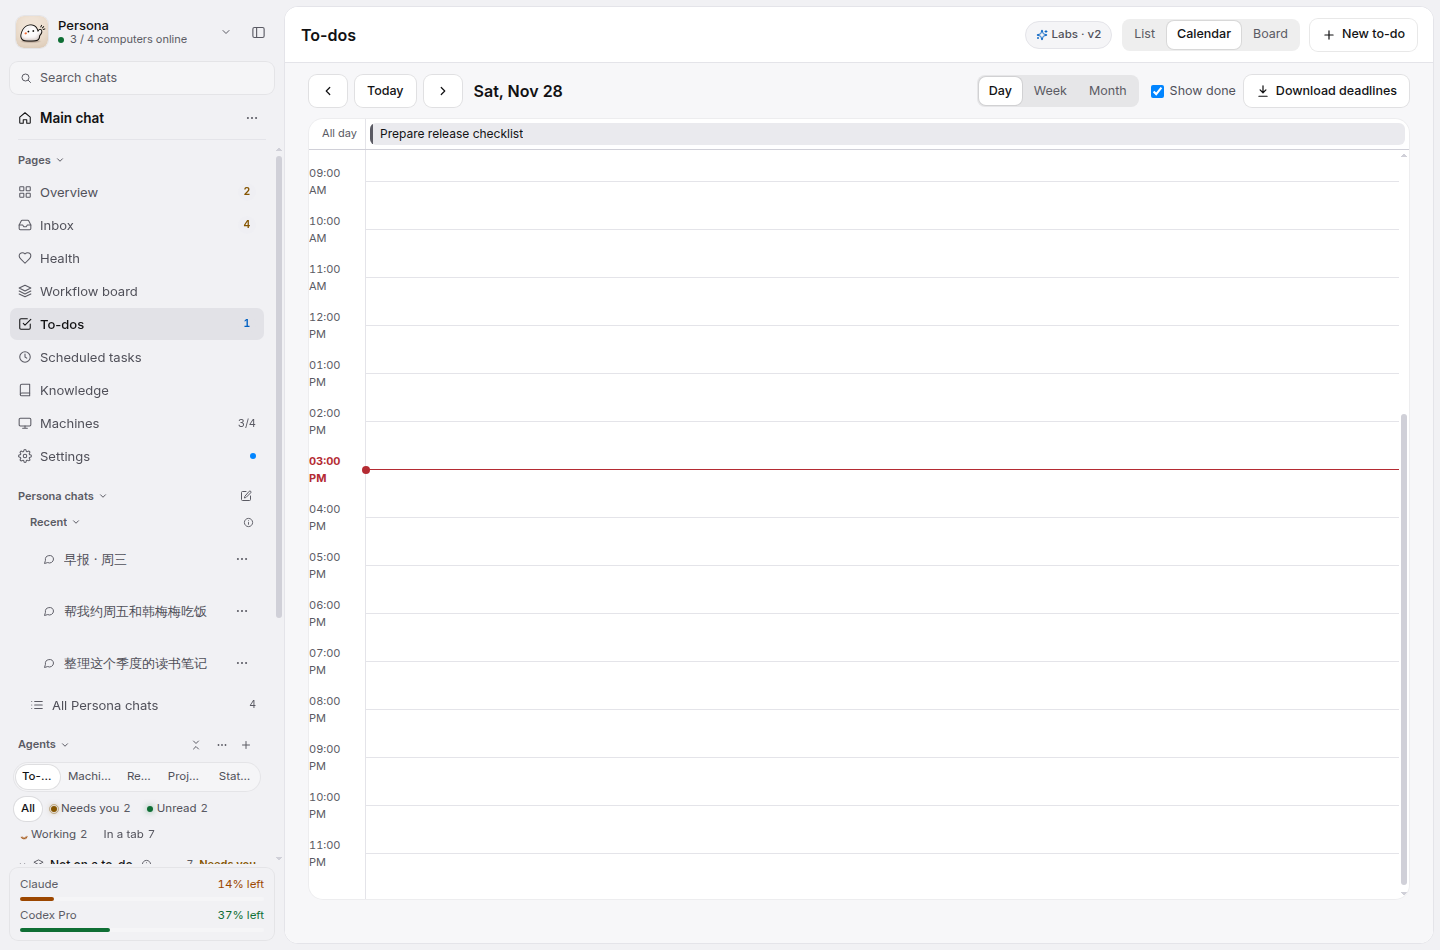 Persona
3 / 4 computers online
Search chats
Main chat
Pages
Overview 2
Inbox 4
Health
Workflow board
To-dos 1
Scheduled tasks
Knowledge
Machines 3/4
Settings
Persona chats
Recent
早报 · 周三
帮我约周五和韩梅梅吃饭
整理这个季度的读书笔记
All Persona chats 4
Agents
To-... Machi... Re... Proj... Stat...
All Needs you 2 Unread 2
Working 2 In a tab 7
Not on a to-do 7 Needs you
Claude 14% left
Codex Pro 37% left
To-dos
Labs · v2
List Calendar Board
New to-do
Today
Sat, Nov 28
Day Week Month
Show done
Download deadlines
All day Prepare release checklist
09:00
AM
10:00
AM
11:00
AM
12:00
PM
01:00
PM
02:00
PM
03:00
PM
04:00
PM
05:00
PM
06:00
PM
07:00
PM
08:00
PM
09:00
PM
10:00
PM
11:00
PM